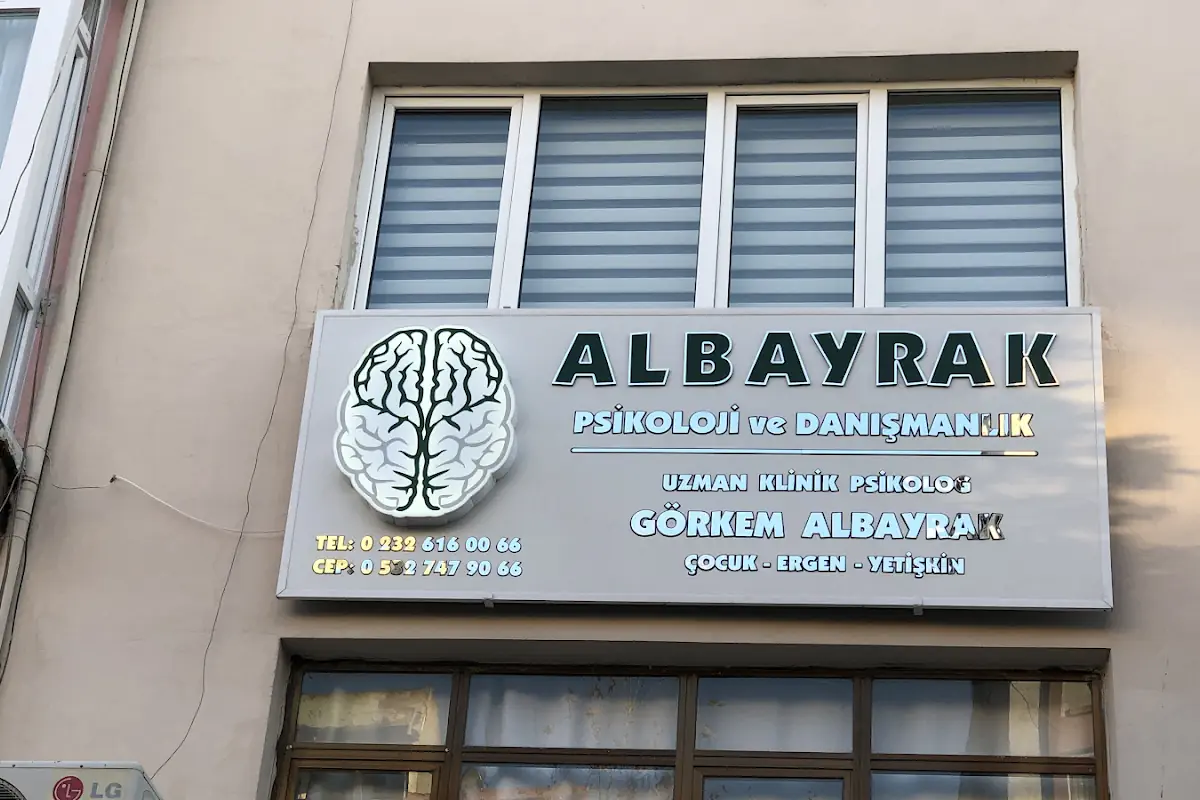 ALBAYRAK
PSİKOLOJİ ve DANIŞMANLIK
UZMAN KLİNİK PSİKOLOG
GÖRKEM ALBAYRAK
ÇOCUK - ERGEN - YETİŞKİN
TEL: 0 232 616 00 66
CEP: 0 532 747 90 66
LG